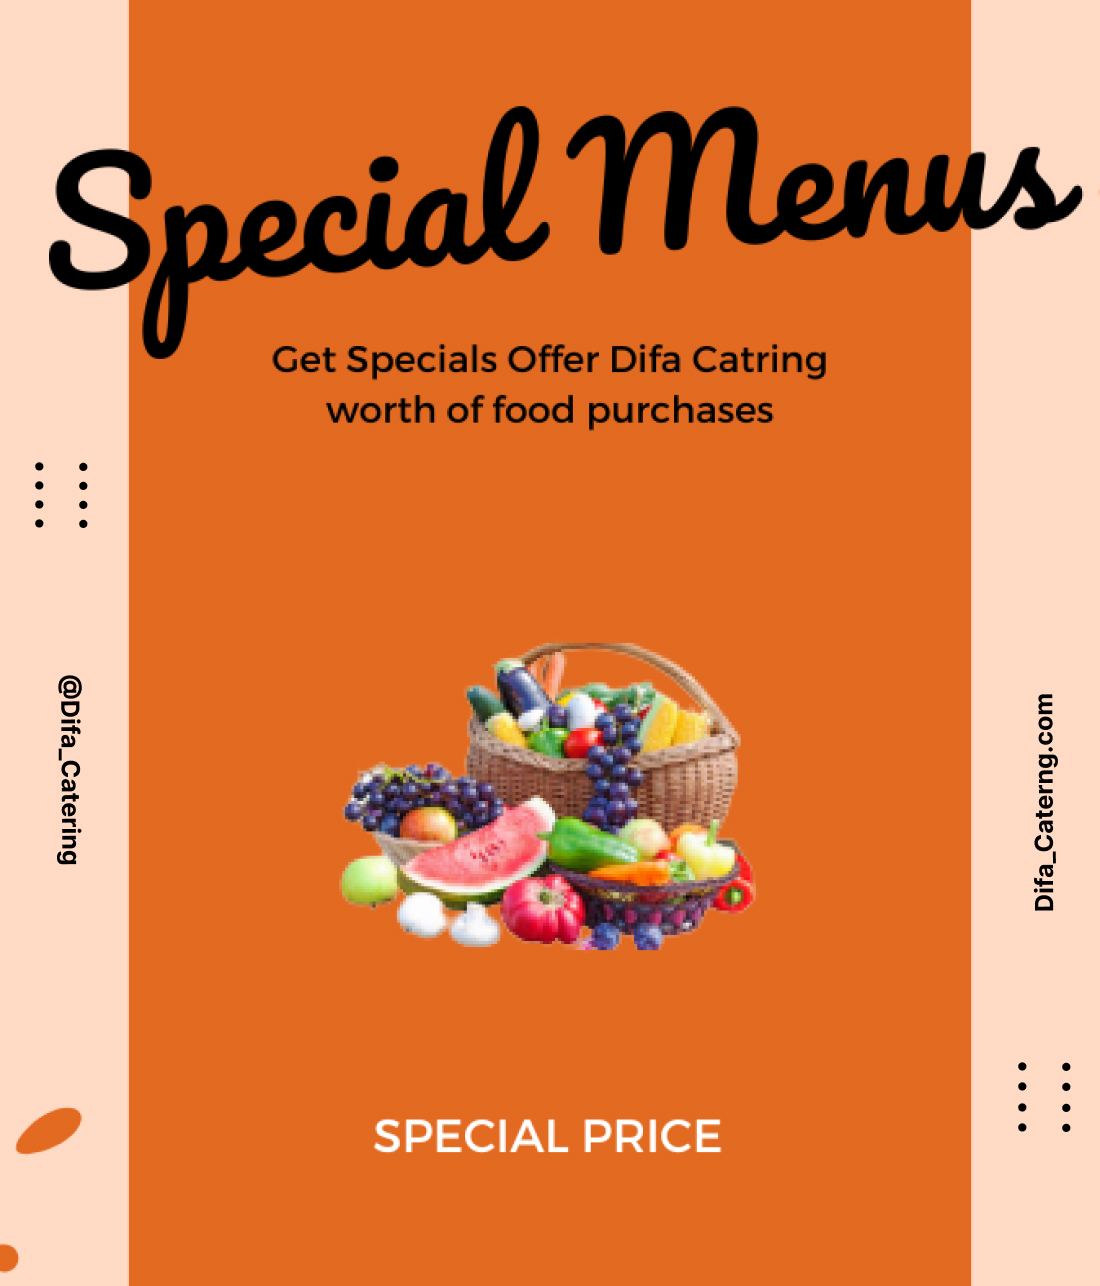 Special Menus
Get Specials Offer Difa Catring
worth of food purchases
@Difa_Catering
Difa_Caterng.com
SPECIAL PRICE